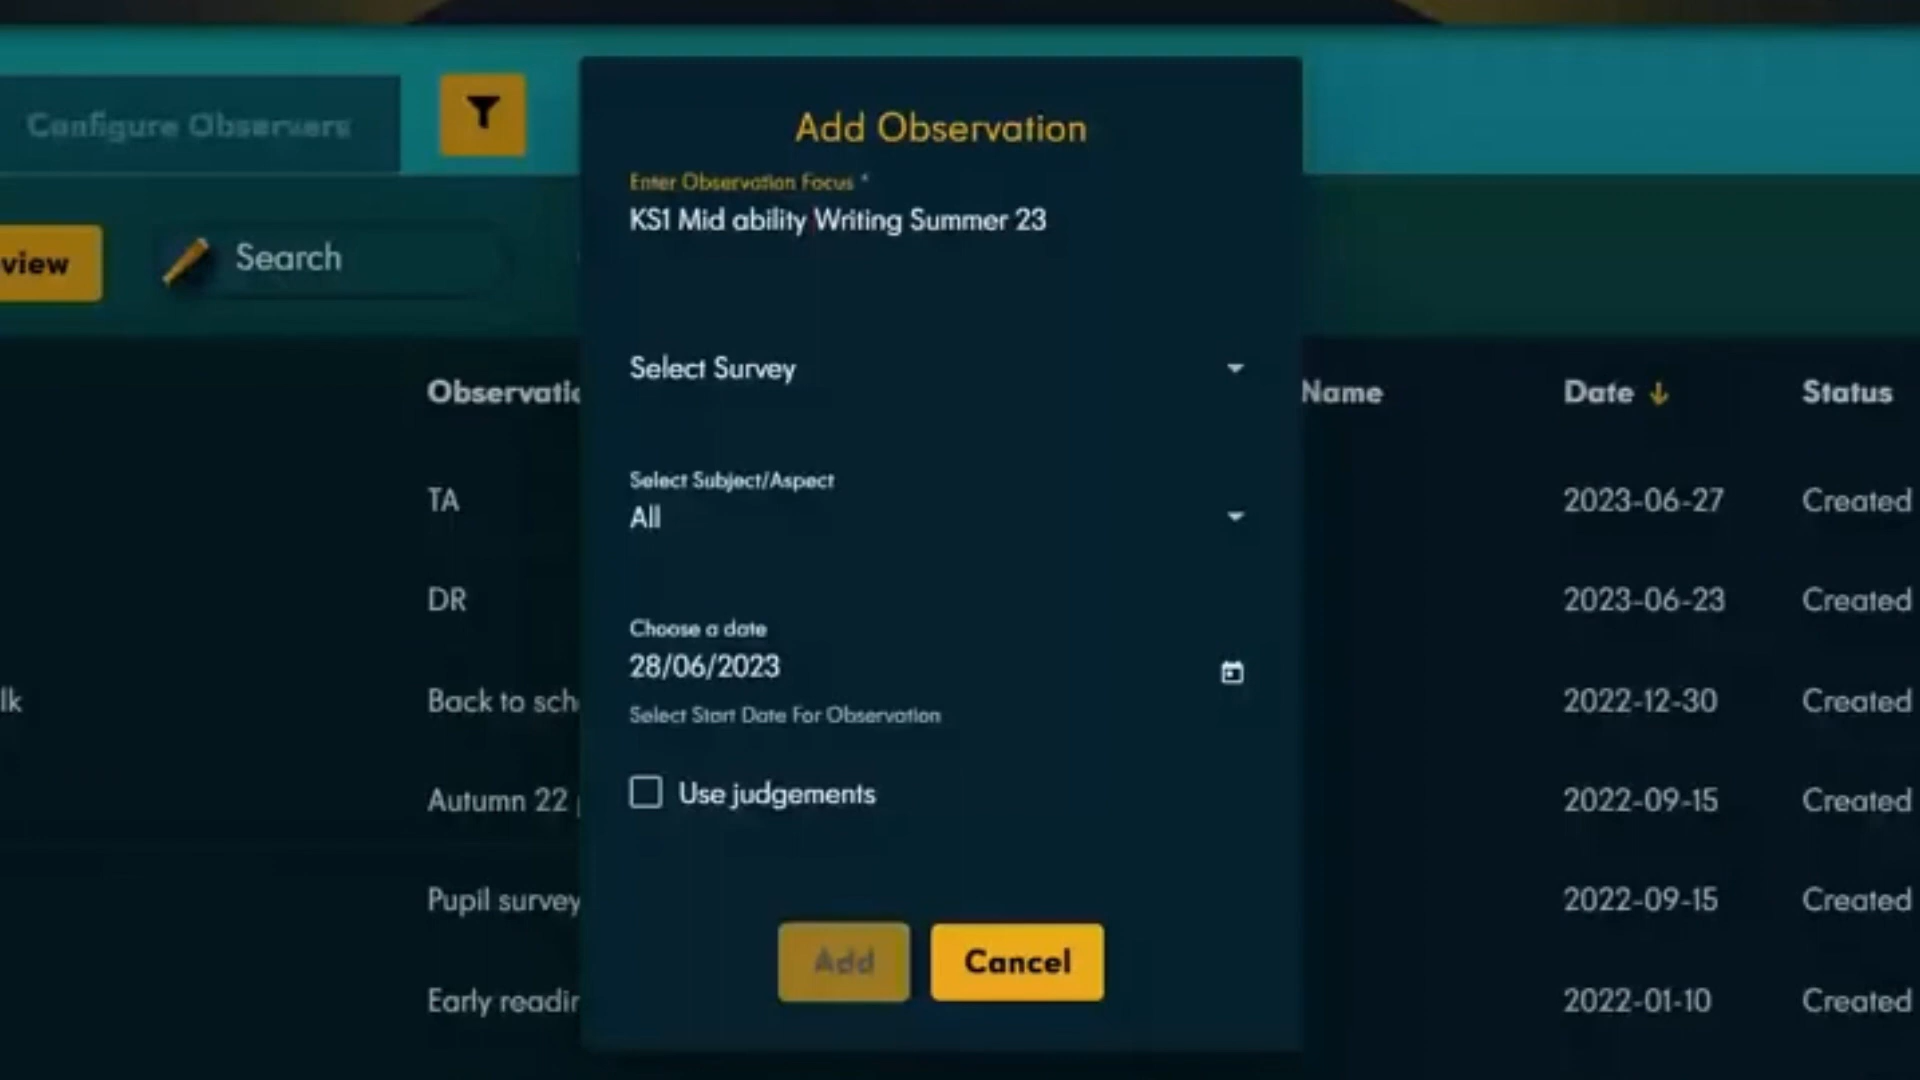 Configure Observers
view
Search
Add Observation
Enter Observation Focus *
KS1 Mid ability Writing Summer 23
Select Survey
Select Subject/Aspect
All
Choose a date
28/06/2023
Select Start Date For Observation
Use judgements
Add
Cancel
Observatio Name Date Status
TA 2023-06-27 Created
DR 2023-06-23 Created
lk Back to sch 2022-12-30 Created
Autumn 22 2022-09-15 Created
Pupil survey 2022-09-15 Created
Early readin 2022-01-10 Created